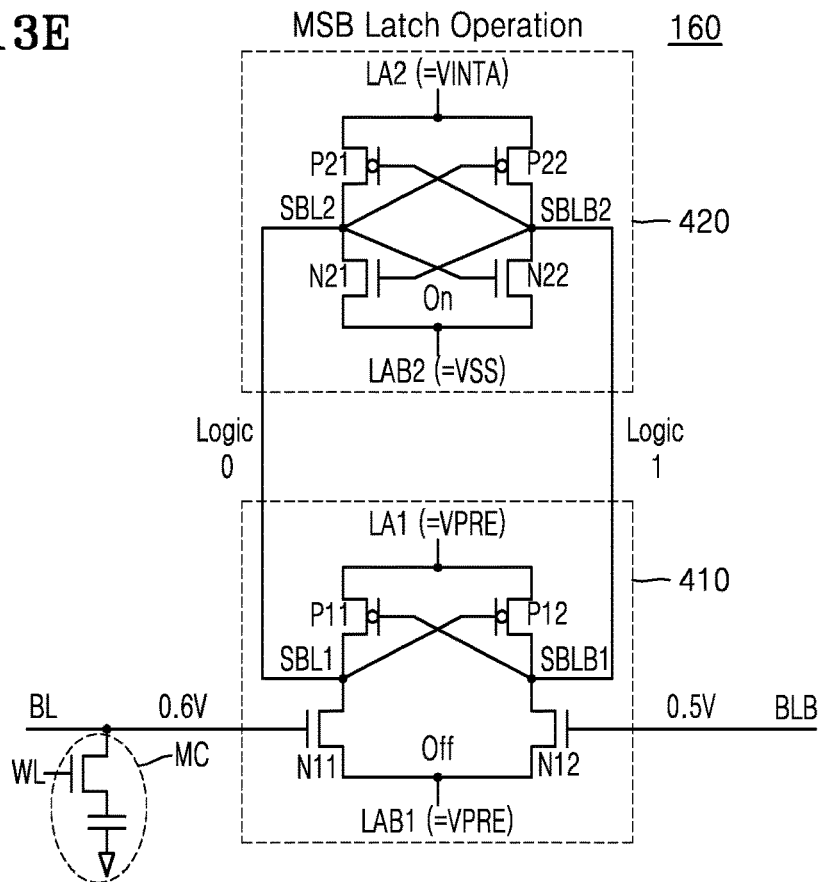 13E
MSB Latch Operation
160
LA2 (=VINTA)
P21
P22
SBL2
SBLB2
420
N21
N22
On
LAB2 (=VSS)
Logic
0
Logic
1
LA1 (=VPRE)
410
P11
P12
SBL1
SBLB1
BL
0.6V
0.5V
BLB
Off
WL
MC
N11
N12
LAB1 (=VPRE)